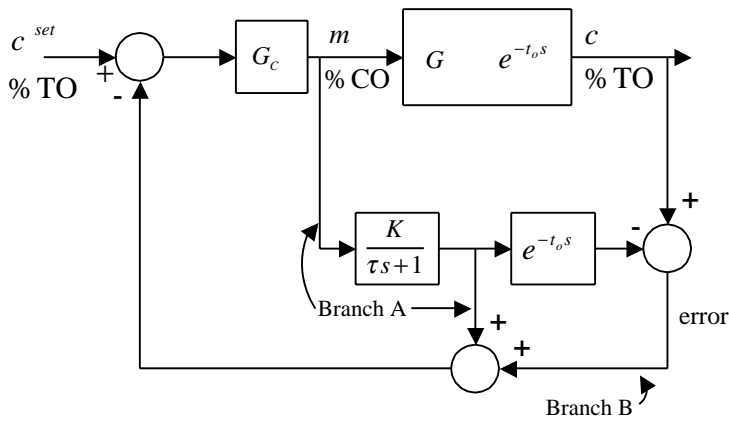 c^set
% TO
+
-
G_C
m
% CO
G e^{-t_o s}
c
% TO
K
τs+1
e^{-t_o s}
-
+
Branch A
+
+
error
Branch B